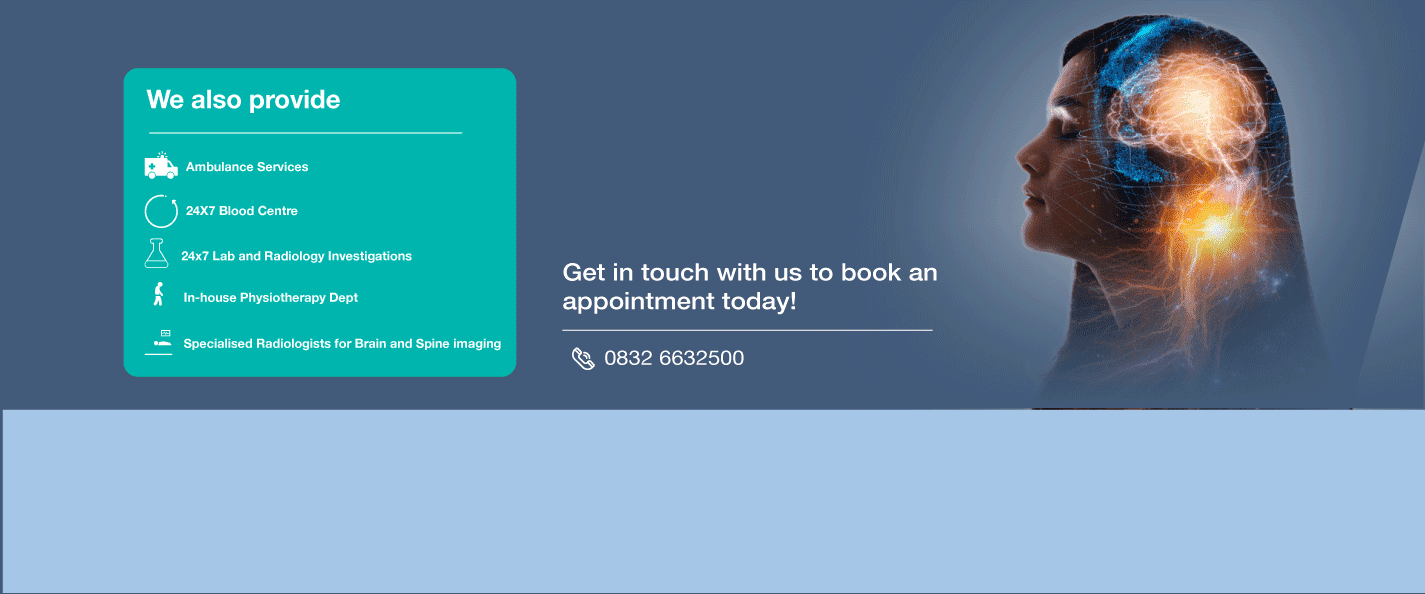 We also provide
Ambulance Services
24X7 Blood Centre
24x7 Lab and Radiology Investigations
In-house Physiotherapy Dept
Specialised Radiologists for Brain and Spine imaging
Get in touch with us to book an
appointment today!
0832 6632500